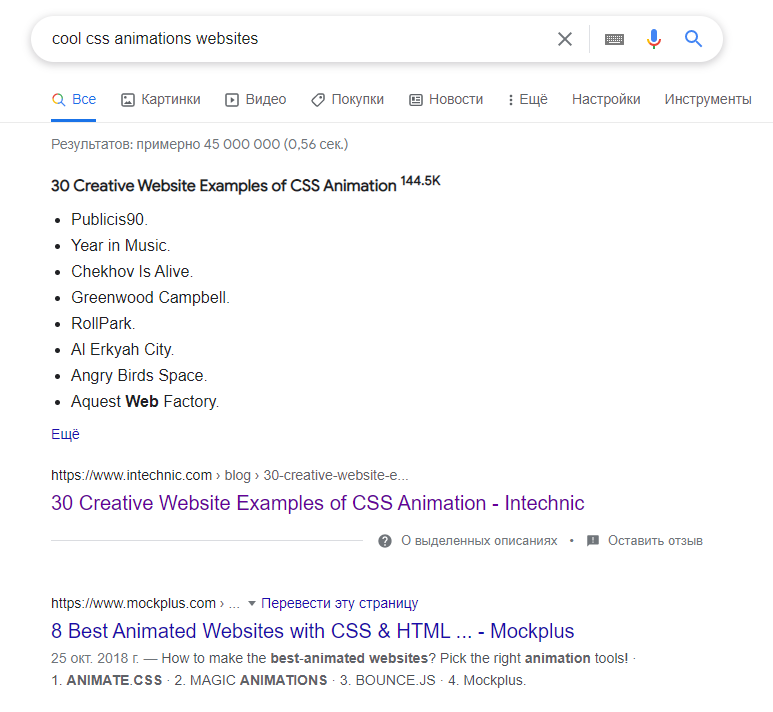 cool css animations websites
Все Картинки Видео Покупки Новости Ещё Настройки Инструменты
Результатов: примерно 45 000 000 (0,56 сек.)
30 Creative Website Examples of CSS Animation 144.5K
• Publicis90.
• Year in Music.
• Chekhov Is Alive.
• Greenwood Campbell.
• RollPark.
• Al Erkyah City.
• Angry Birds Space.
• Aquest Web Factory.
Ещё
https://www.intechnic.com › blog › 30-creative-website-e...
30 Creative Website Examples of CSS Animation - Intechnic
О выделенных описаниях • Оставить отзыв
https://www.mockplus.com › ... Перевести эту страницу
8 Best Animated Websites with CSS & HTML ... - Mockplus
25 окт. 2018 г. — How to make the best-animated websites? Pick the right animation tools! ·
1. ANIMATE.CSS · 2. MAGIC ANIMATIONS · 3. BOUNCE.JS · 4. Mockplus.